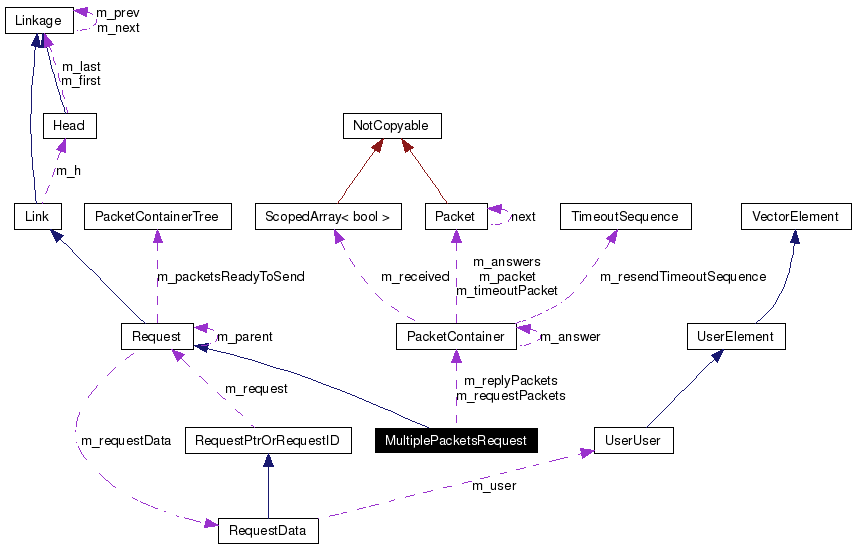 m_prev
Linkage
m_next
m_last
m_first
Head
NotCopyable
m_h
Link
PacketContainerTree
ScopedArray< bool >
Packet
next
TimeoutSequence
VectorElement
m_answers
m_packetsReadyToSend
m_received
m_packet
m_resendTimeoutSequence
m_timeoutPacket
Request
m_parent
PacketContainer
m_answer
UserElement
m_request
m_replyPackets
m_requestPackets
m_requestData
RequestPtrOrRequestID
MultiplePacketsRequest
UserUser
m_user
RequestData